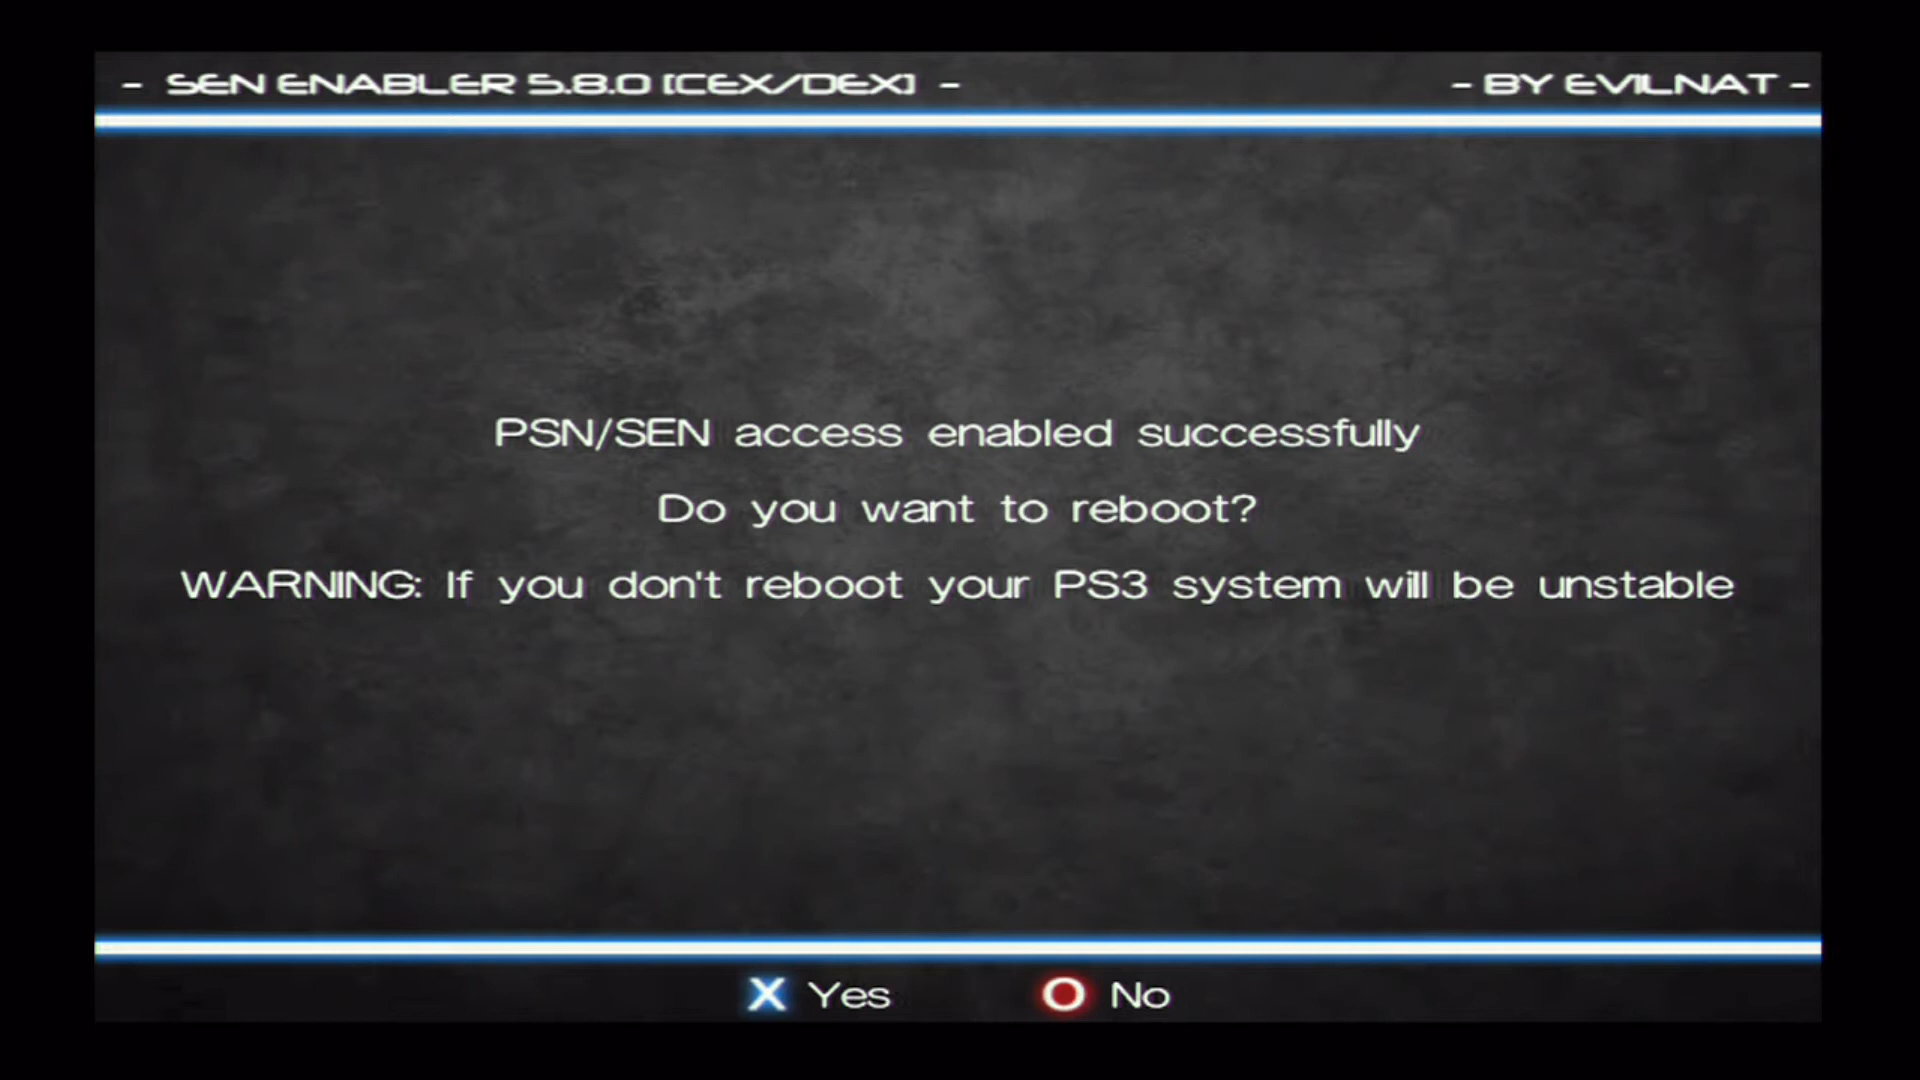 - SEN ENABLER 5.8.0 [CEX/DEX] -
- BY EVILNAT -
PSN/SEN access enabled successfully
Do you want to reboot?
WARNING: If you don't reboot your PS3 system will be unstable
X Yes
O No